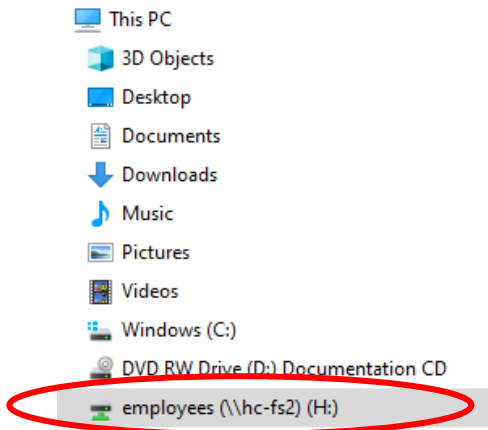 This PC
3D Objects
Desktop
Documents
Downloads
Music
Pictures
Videos
Windows (C:)
DVD RW Drive (D:) Documentation CD
employees (\\hc-fs2) (H:)